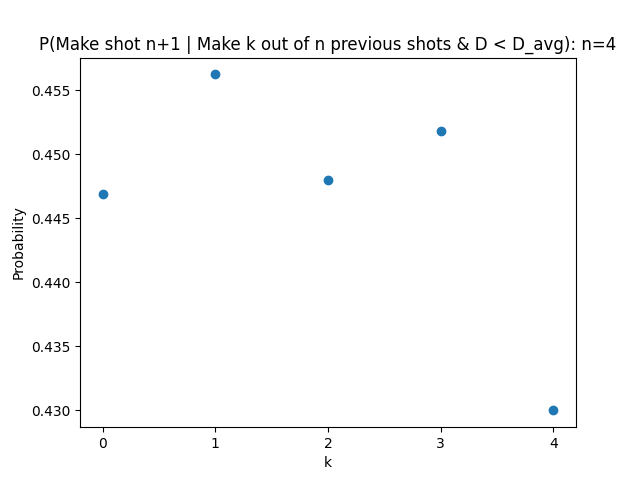 P(Make shot n+1 | Make k out of n previous shots & D < D_avg): n=4
0.455
0.450
0.445
0.440
0.435
0.430
Probability
0 1 2 3 4
k